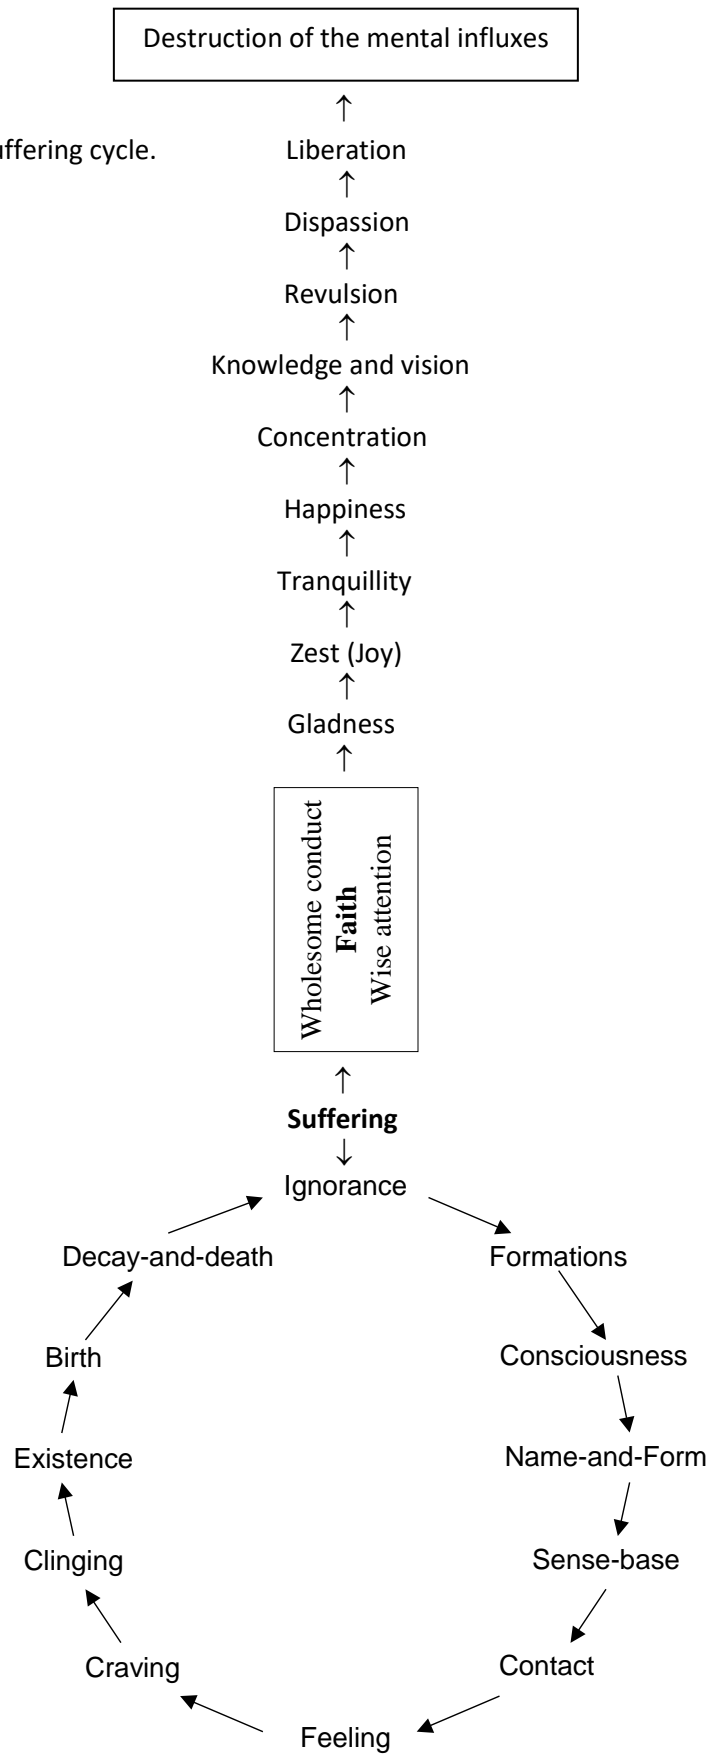 Destruction of the mental influxes
↑
uffering cycle. Liberation
↑
Dispassion
↑
Revulsion
↑
Knowledge and vision
↑
Concentration
↑
Happiness
↑
Tranquillity
↑
Zest (Joy)
↑
Gladness
↑
Wholesome conduct
Faith
Wise attention
↑
Suffering
↓
Ignorance
Decay-and-death Formations
Birth Consciousness
Existence Name-and-Form
Clinging Sense-base
Craving Contact
Feeling